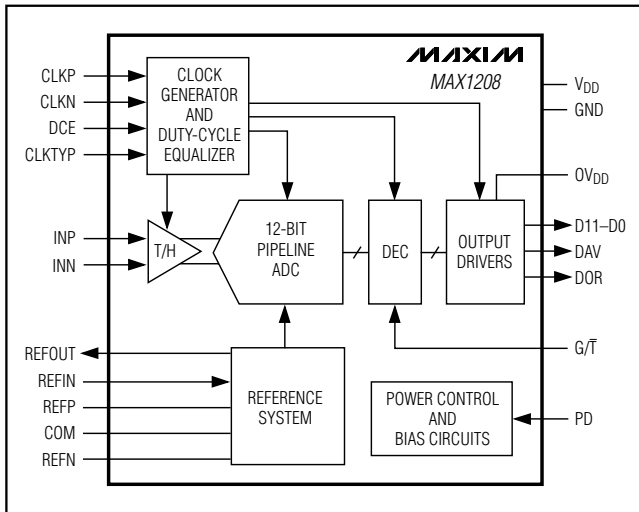 MAXIM
MAX1208
CLKP
CLKN
DCE
CLKTYP
CLOCK
GENERATOR
AND
DUTY-CYCLE
EQUALIZER
VDD
GND
OVDD
INP
INN
T/H
12-BIT
PIPELINE
ADC
DEC
OUTPUT
DRIVERS
D11–D0
DAV
DOR
REFOUT
REFIN
REFP
COM
REFN
REFERENCE
SYSTEM
G/T̅
POWER CONTROL
AND
BIAS CIRCUITS
PD